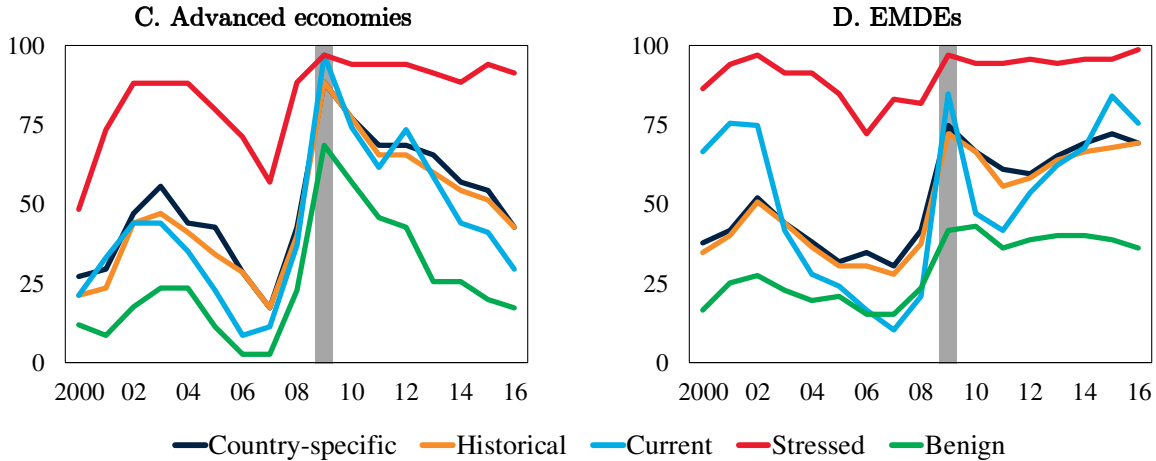 C. Advanced economies
100
75
50
25
0
2000 02 04 06 08 10 12 14 16
D. EMDEs
100
75
50
25
0
2000 02 04 06 08 10 12 14 16
Country-specific Historical Current Stressed Benign